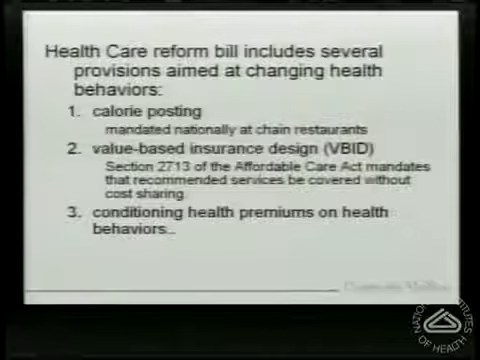 Health Care reform bill includes several
provisions aimed at changing health
behaviors:
1. calorie posting
mandated nationally at chain restaurants
2. value-based insurance design (VBID)
Section 2713 of the Affordable Care Act mandates
that recommended services be covered without
cost sharing.
3. conditioning health premiums on health
behaviors…
OF HEALTH